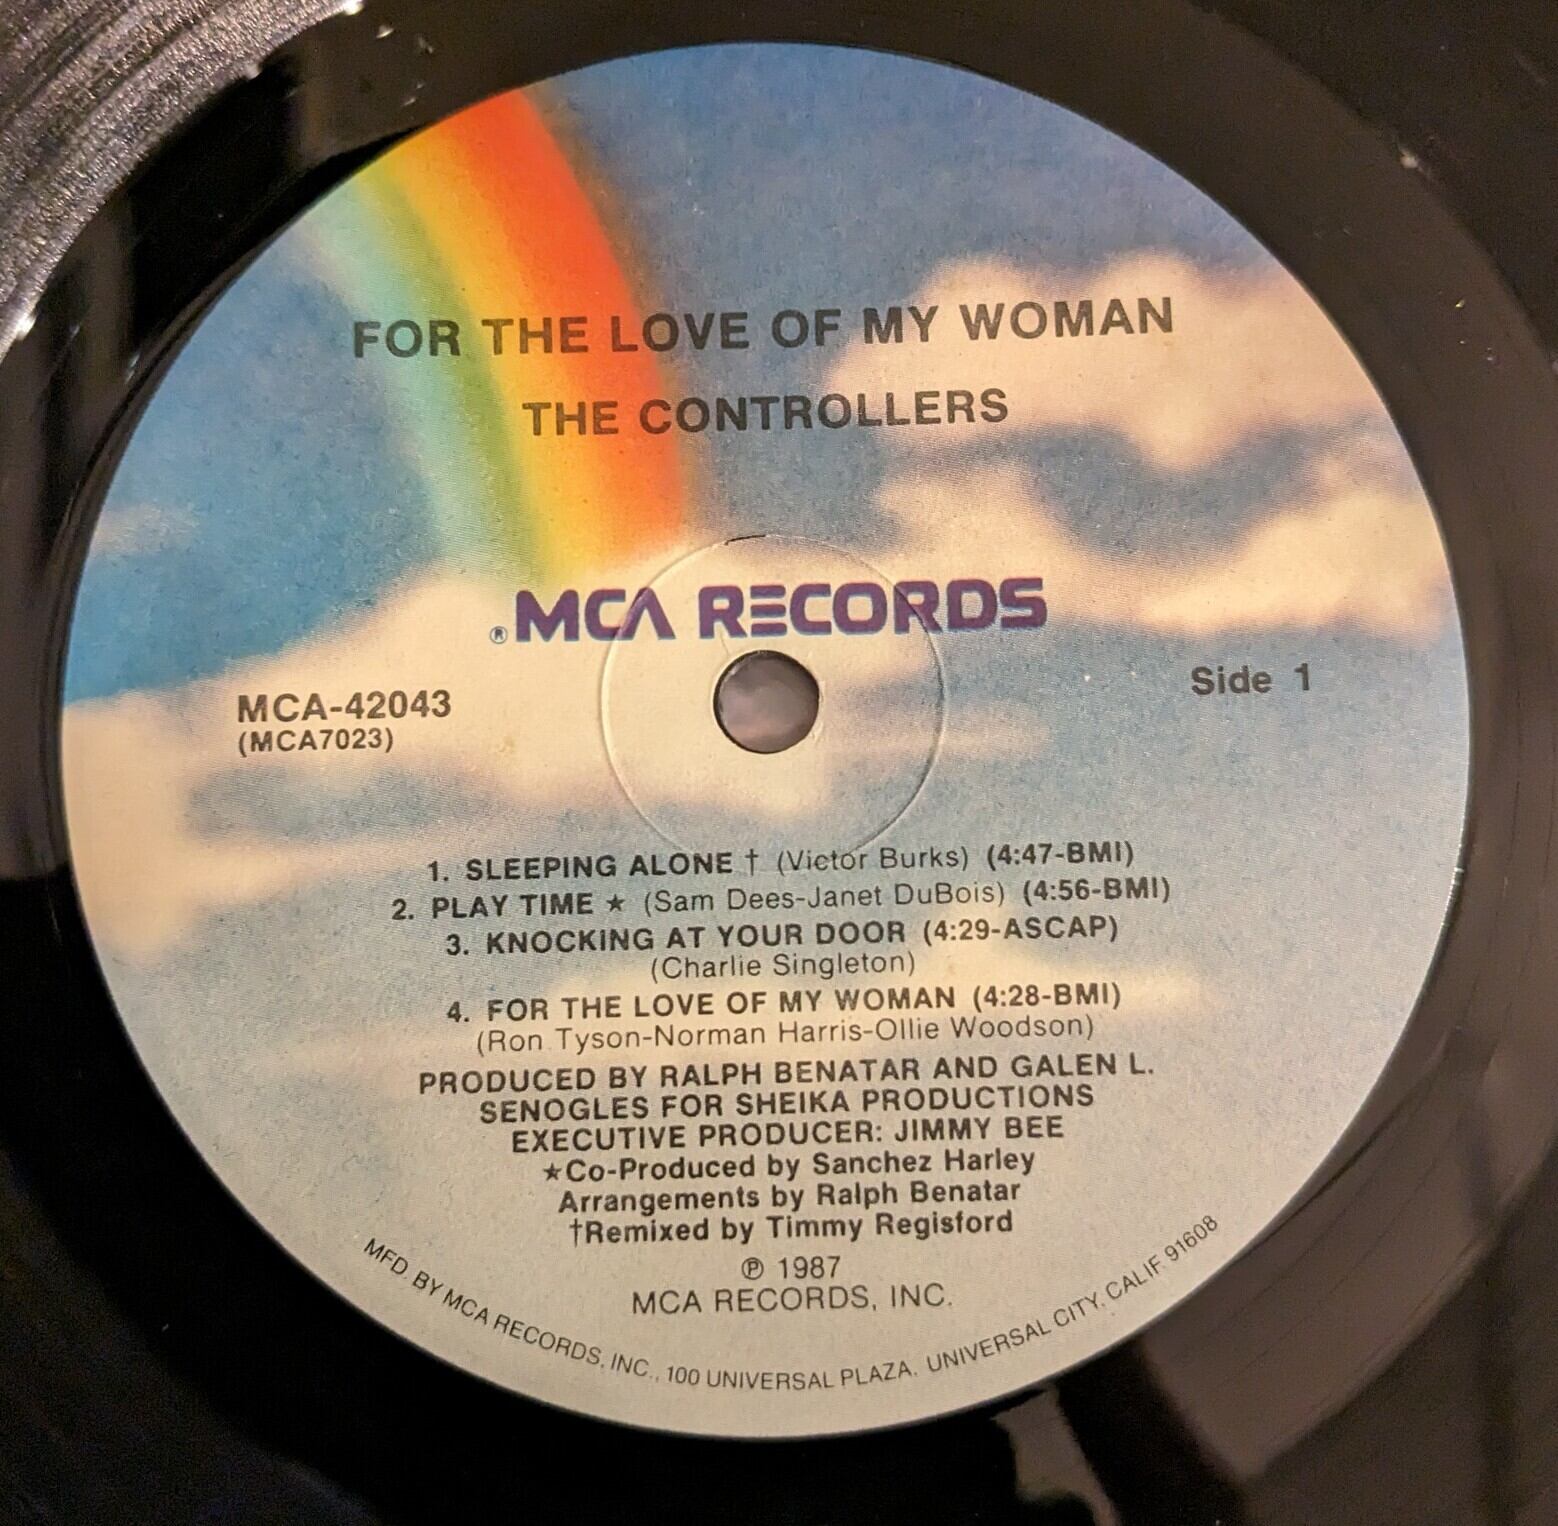 FOR THE LOVE OF MY WOMAN
THE CONTROLLERS
® MCA RECORDS
MCA-42043
(MCA7023)
Side 1
1. SLEEPING ALONE † (Victor Burks) (4:47-BMI)
2. PLAY TIME ★ (Sam Dees-Janet DuBois) (4:56-BMI)
3. KNOCKING AT YOUR DOOR (4:29-ASCAP)
(Charlie Singleton)
4. FOR THE LOVE OF MY WOMAN (4:28-BMI)
(Ron Tyson-Norman Harris-Ollie Woodson)
PRODUCED BY RALPH BENATAR AND GALEN L.
SENOGLES FOR SHEIKA PRODUCTIONS
EXECUTIVE PRODUCER: JIMMY BEE
★Co-Produced by Sanchez Harley
Arrangements by Ralph Benatar
†Remixed by Timmy Regisford
℗ 1987
MCA RECORDS, INC.
MFD. BY MCA RECORDS, INC., 100 UNIVERSAL PLAZA, UNIVERSAL CITY, CALIF. 91608